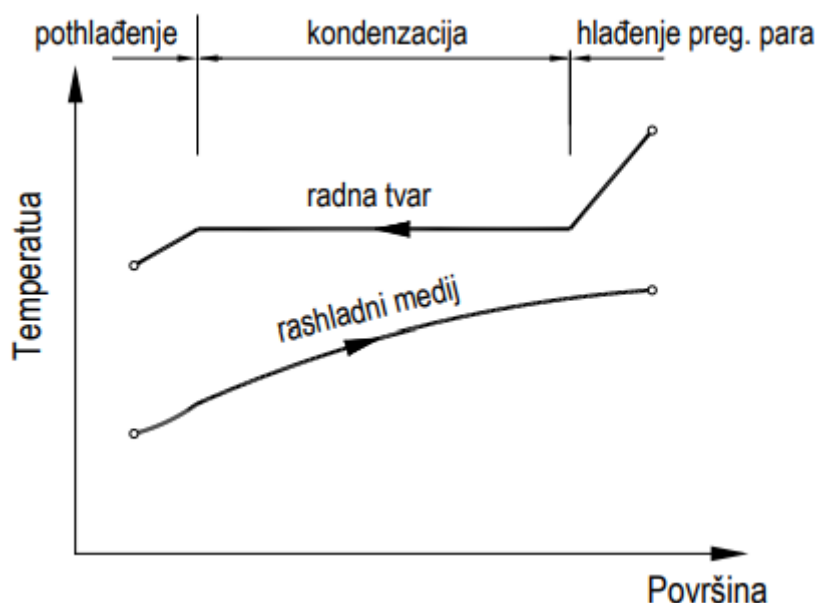 pothlađenje
kondenzacija
hlađenje preg. para
Temperatua
radna tvar
rashladni medij
Površina